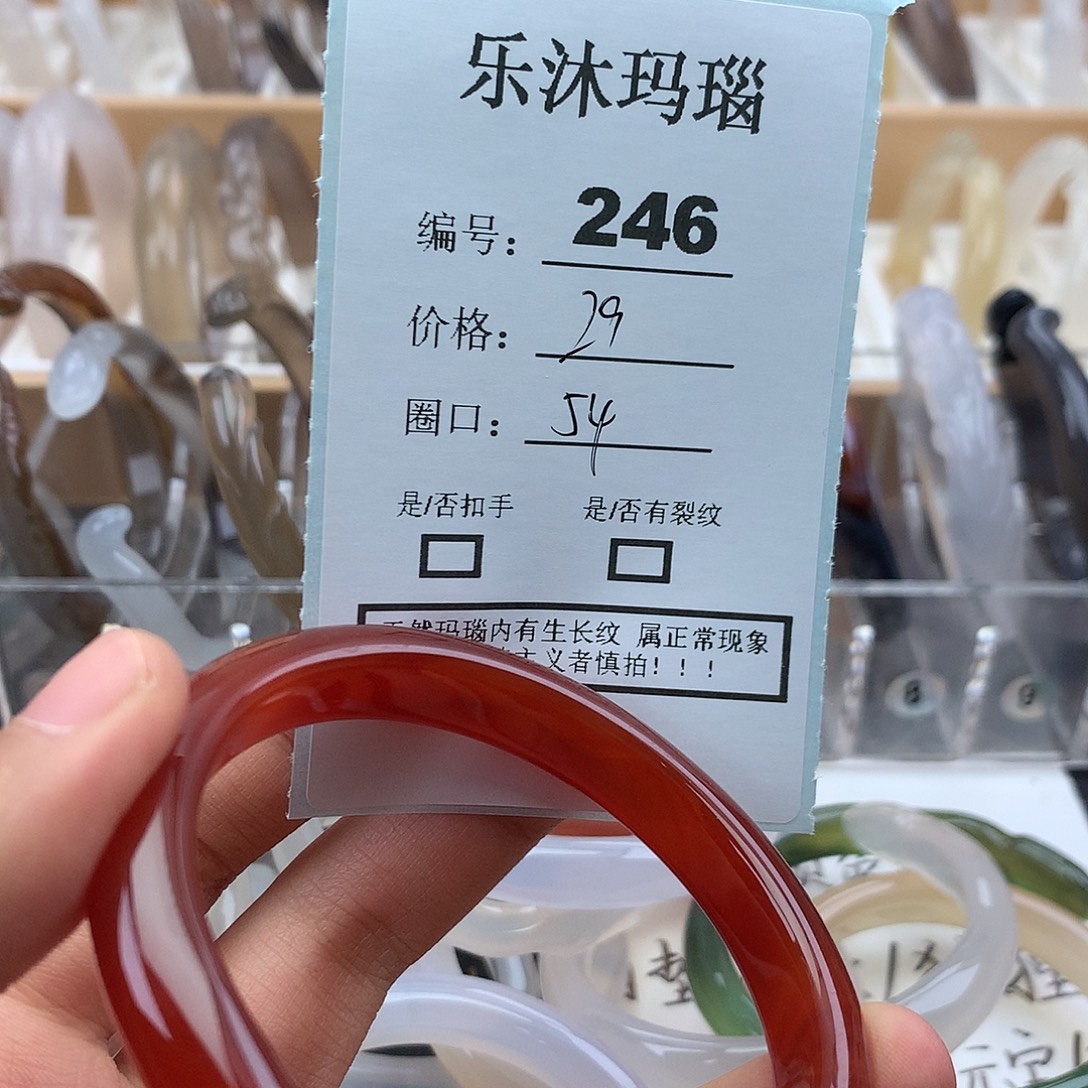 乐沐玛瑙
编号: 246
价格: 29
圈口: 54
是/否扣手 是/否有裂纹
天然玛瑙内有生长纹 属正常现象
主义者慎拍!!!